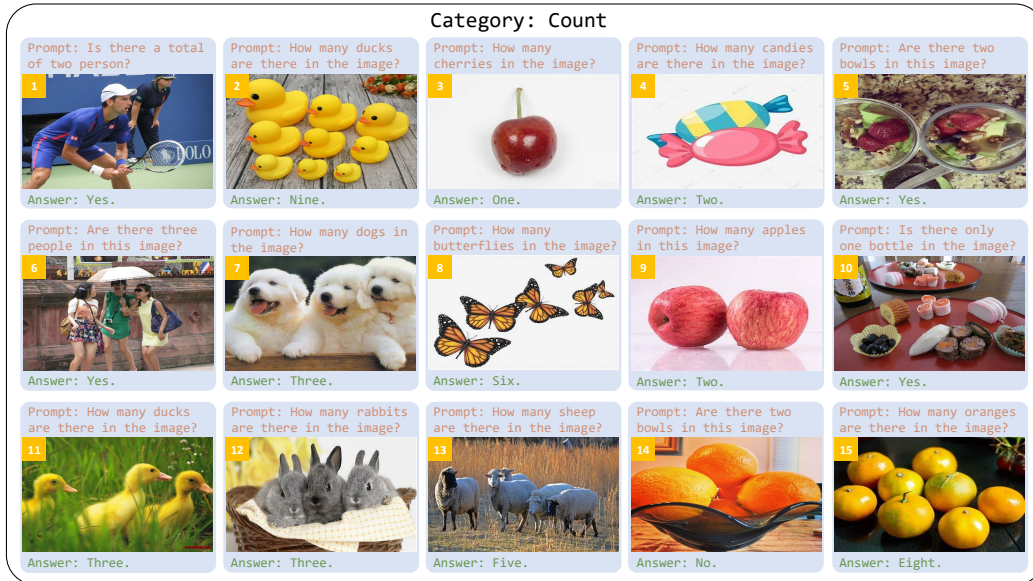 Category: Count
Prompt: Is there a total
of two person?
1
POLO
Answer: Yes.
Prompt: How many ducks
are there in the image?
2
Answer: Nine.
Prompt: How many
cherries in the image?
3
Answer: One.
Prompt: How many candies
are there in the image?
4
Answer: Two.
Prompt: Are there two
bowls in this image?
5
Answer: Yes.
Prompt: Are there three
people in this image?
6
Answer: Yes.
Prompt: How many dogs in
the image?
7
Answer: Three.
Prompt: How many
butterflies in the image?
8
Answer: Six.
Prompt: How many apples
in this image?
9
Answer: Two.
Prompt: Is there only
one bottle in the image?
10
Answer: Yes.
Prompt: How many ducks
are there in the image?
11
Answer: Three.
Prompt: How many rabbits
are there in the image?
12
Answer: Three.
Prompt: How many sheep
are there in the image?
13
Answer: Five.
Prompt: Are there two
bowls in this image?
14
Answer: No.
Prompt: How many oranges
are there in the image?
15
Answer: Eight.